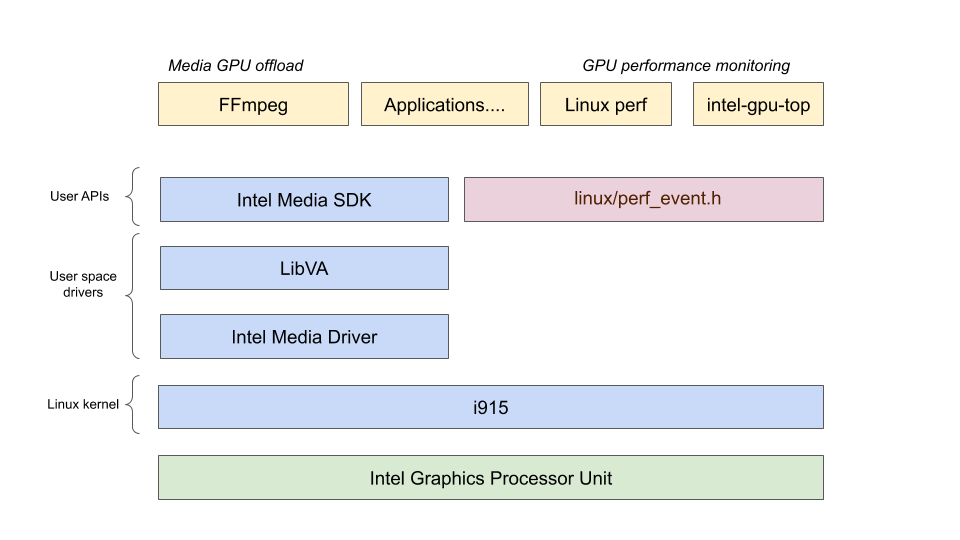 Media GPU offload
GPU performance monitoring
FFmpeg
Applications....
Linux perf
intel-gpu-top
User APIs
Intel Media SDK
linux/perf_event.h
User space
drivers
LibVA
Intel Media Driver
Linux kernel
i915
Intel Graphics Processor Unit